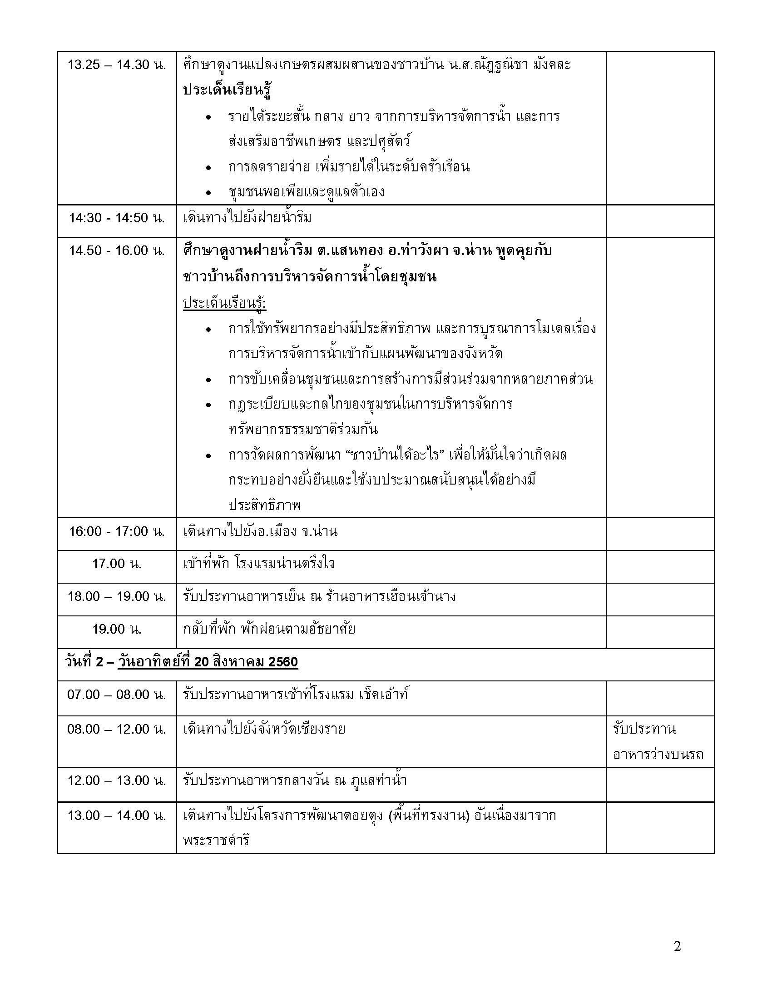 13.25 – 14.30 น. ศึกษาดูงานแปลงเกษตรผสมผสานของชาวบ้าน น.ส.ณัฏฐณิชา มังคละ
ประเด็นเรียนรู้
• รายได้ระยะสั้น กลาง ยาว จากการบริหารจัดการน้ำ และการ
ส่งเสริมอาชีพเกษตร และปศุสัตว์
• การลดรายจ่าย เพิ่มรายได้ในระดับครัวเรือน
• ชุมชนพอเพียและดูแลตัวเอง
14:30 - 14:50 น. เดินทางไปยังฝายน้ำริม
14.50 - 16.00 น. ศึกษาดูงานฝายน้ำริม ต.แสนทอง อ.ท่าวังผา จ.น่าน พูดคุยกับ
ชาวบ้านถึงการบริหารจัดการน้ำโดยชุมชน
ประเด็นเรียนรู้:
• การใช้ทรัพยากรอย่างมีประสิทธิภาพ และการบูรณาการโมเดลเรื่อง
การบริหารจัดการน้ำเข้ากับแผนพัฒนาของจังหวัด
• การขับเคลื่อนชุมชนและการสร้างการมีส่วนร่วมจากหลายภาคส่วน
• กฎระเบียบและกลไกของชุมชนในการบริหารจัดการ
ทรัพยากรธรรมชาติร่วมกัน
• การวัดผลการพัฒนา “ชาวบ้านได้อะไร” เพื่อให้มั่นใจว่าเกิดผล
กระทบอย่างยั่งยืนและใช้งบประมาณสนับสนุนได้อย่างมี
ประสิทธิภาพ
16:00 - 17:00 น. เดินทางไปยังอ.เมือง จ.น่าน
17.00 น. เข้าที่พัก โรงแรมน่านตรึงใจ
18.00 – 19.00 น. รับประทานอาหารเย็น ณ ร้านอาหารเฮือนเจ้านาง
19.00 น. กลับที่พัก พักผ่อนตามอัธยาศัย
วันที่ 2 – วันอาทิตย์ที่ 20 สิงหาคม 2560
07.00 – 08.00 น. รับประทานอาหารเช้าที่โรงแรม เช็คเอ้าท์
08.00 – 12.00 น. เดินทางไปยังจังหวัดเชียงราย รับประทาน
อาหารว่างบนรถ
12.00 – 13.00 น. รับประทานอาหารกลางวัน ณ ภูแลท่าน้ำ
13.00 – 14.00 น. เดินทางไปยังโครงการพัฒนาดอยตุง (พื้นที่ทรงงาน) อันเนื่องมาจาก
พระราชดำริ
2